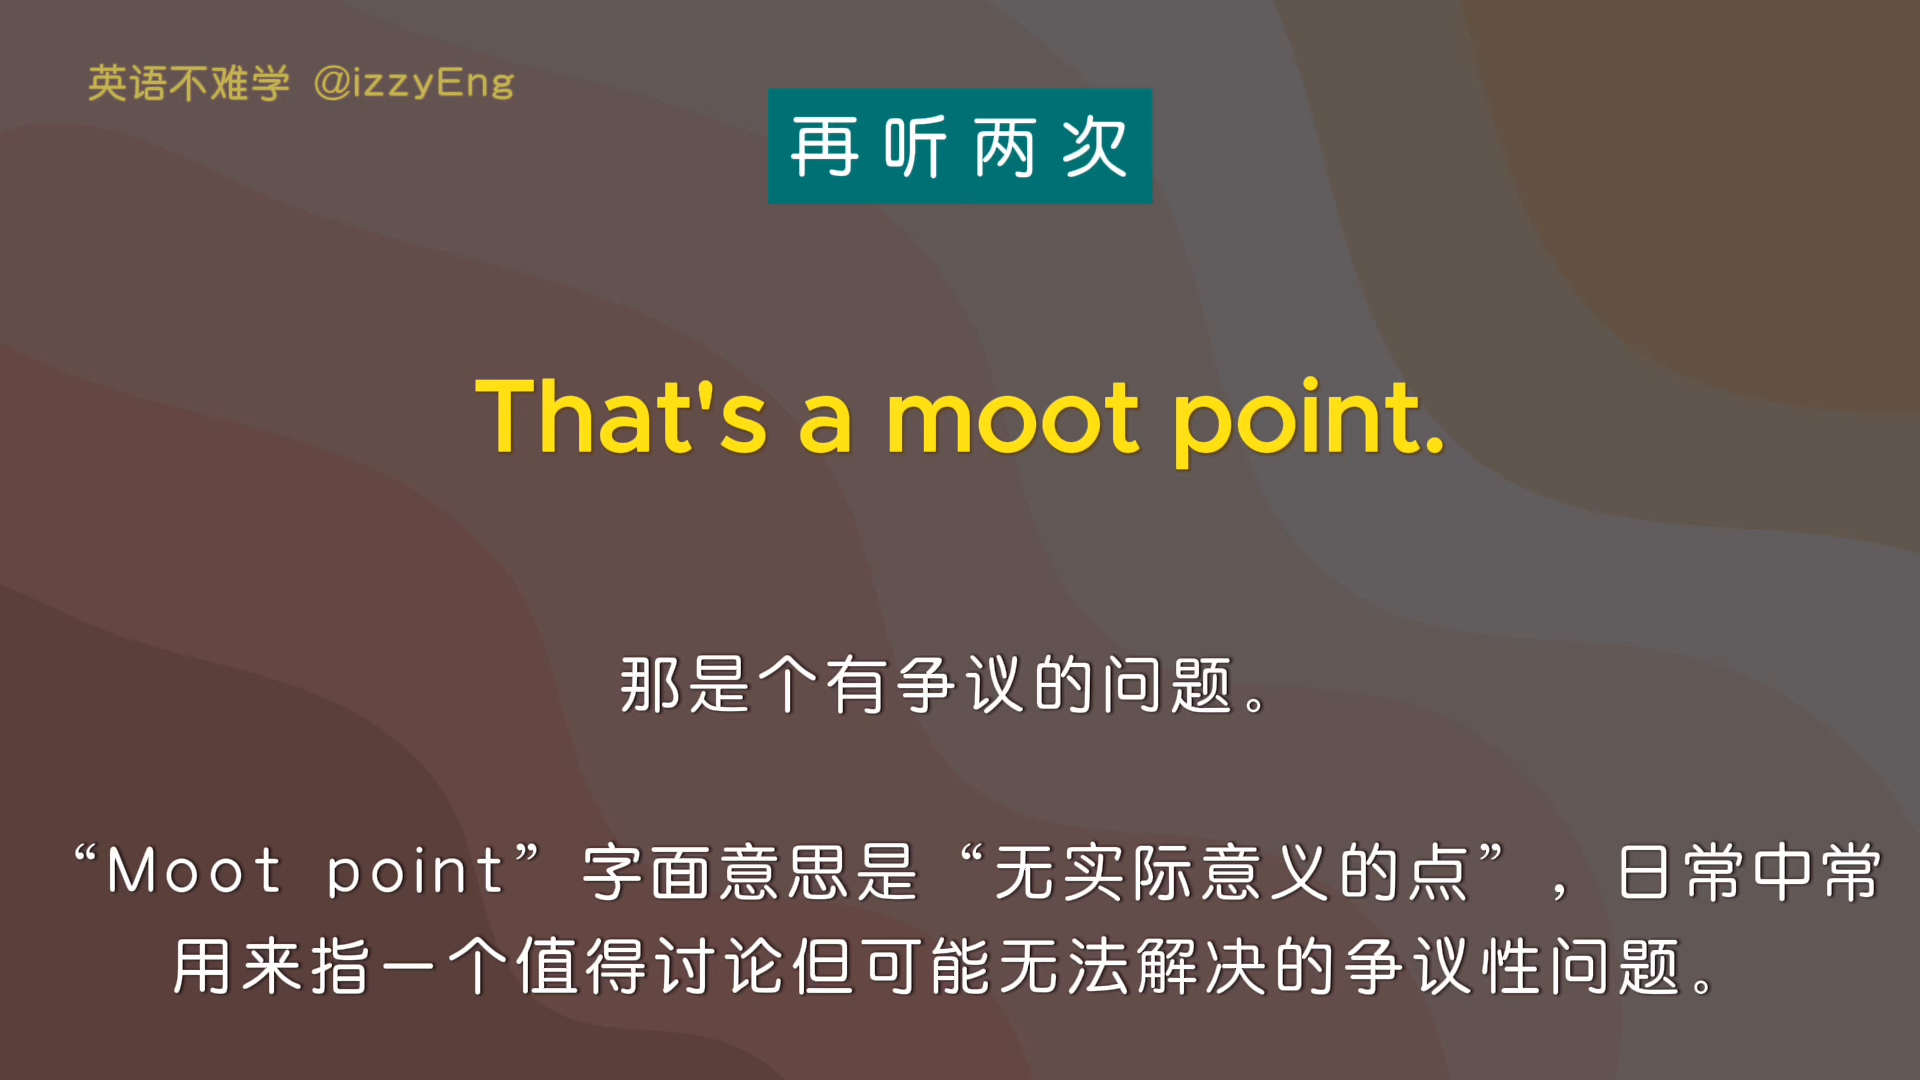 英语不难学 @izzyEng
再听两次
That's a moot point.
那是个有争议的问题。
“Moot point”字面意思是“无实际意义的点”，日常中常
用来指一个值得讨论但可能无法解决的争议性问题。